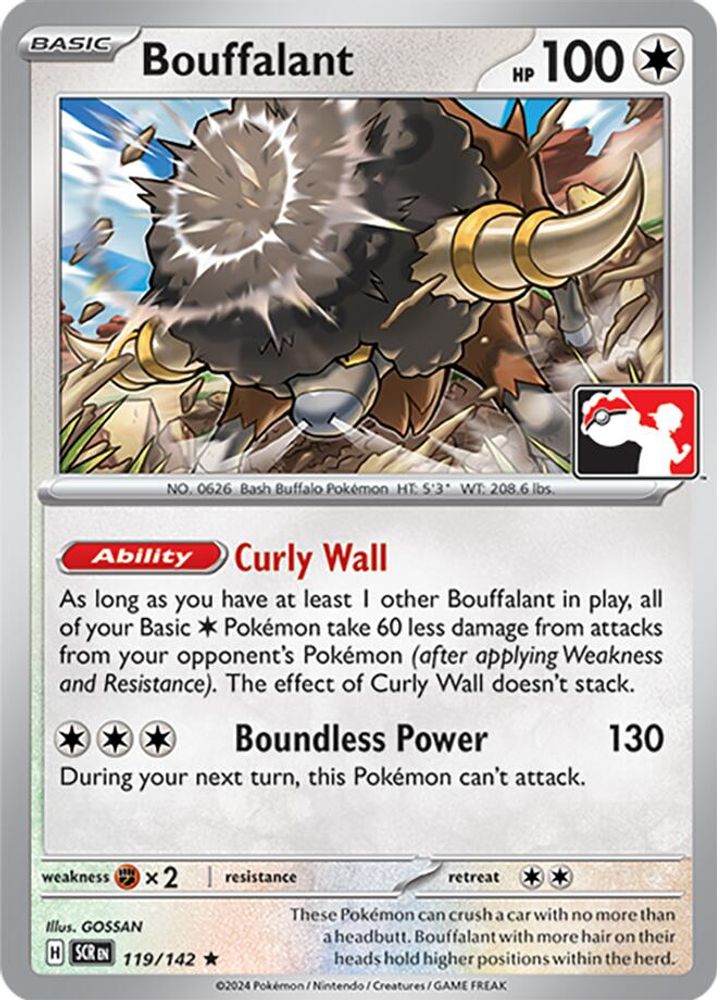 BASIC
Bouffalant
HP 100
NO. 0626 Bash Buffalo Pokémon HT: 5'3" WT: 208.6 lbs.
™
Ability Curly Wall
As long as you have at least 1 other Bouffalant in play, all
of your Basic Pokémon take 60 less damage from attacks
from your opponent's Pokémon (after applying Weakness
and Resistance). The effect of Curly Wall doesn't stack.
Boundless Power 130
During your next turn, this Pokémon can't attack.
weakness ×2 resistance retreat
Illus. GOSSAN
H SCR EN 119/142 ★
These Pokémon can crush a car with no more than
a headbutt. Bouffalant with more hair on their
heads hold higher positions within the herd.
©2024 Pokémon / Nintendo / Creatures / GAME FREAK